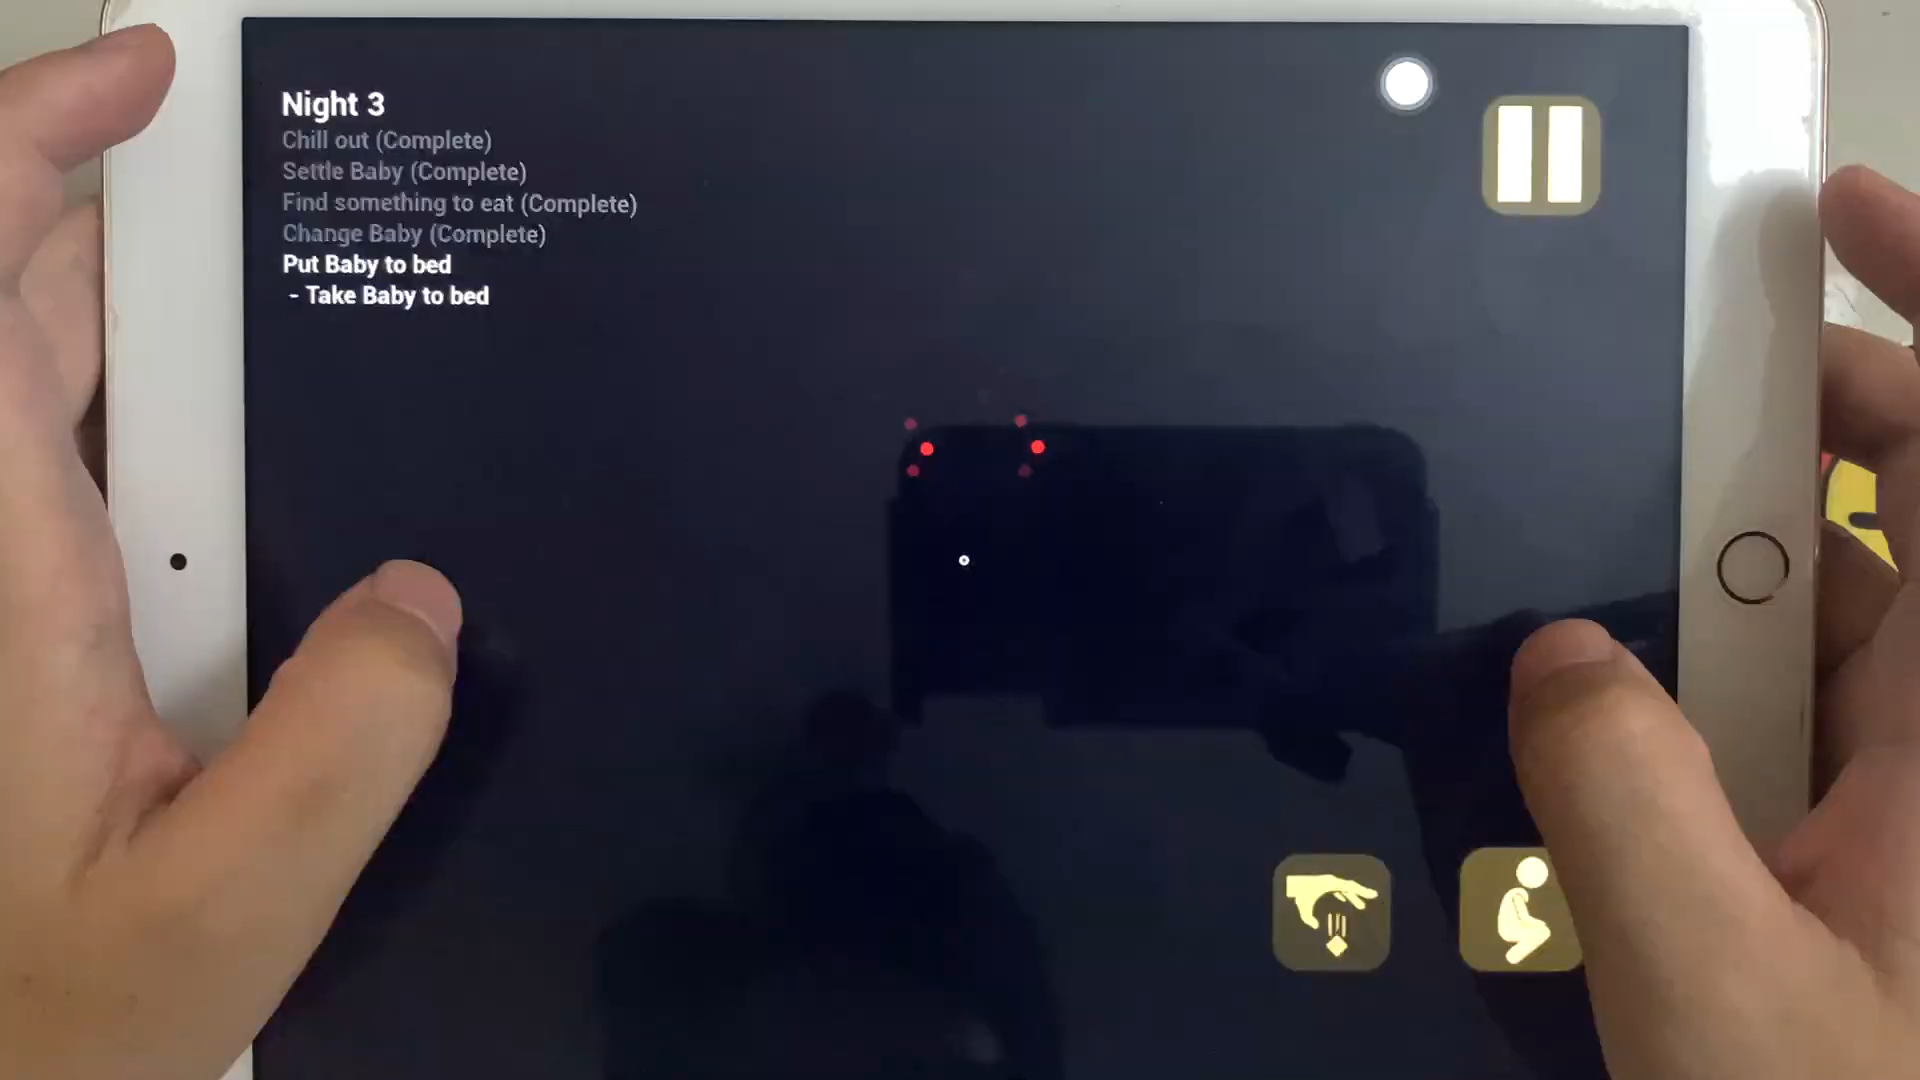 Night 3
Chill out (Complete)
Settle Baby (Complete)
Find something to eat (Complete)
Change Baby (Complete)
Put Baby to bed
- Take Baby to bed